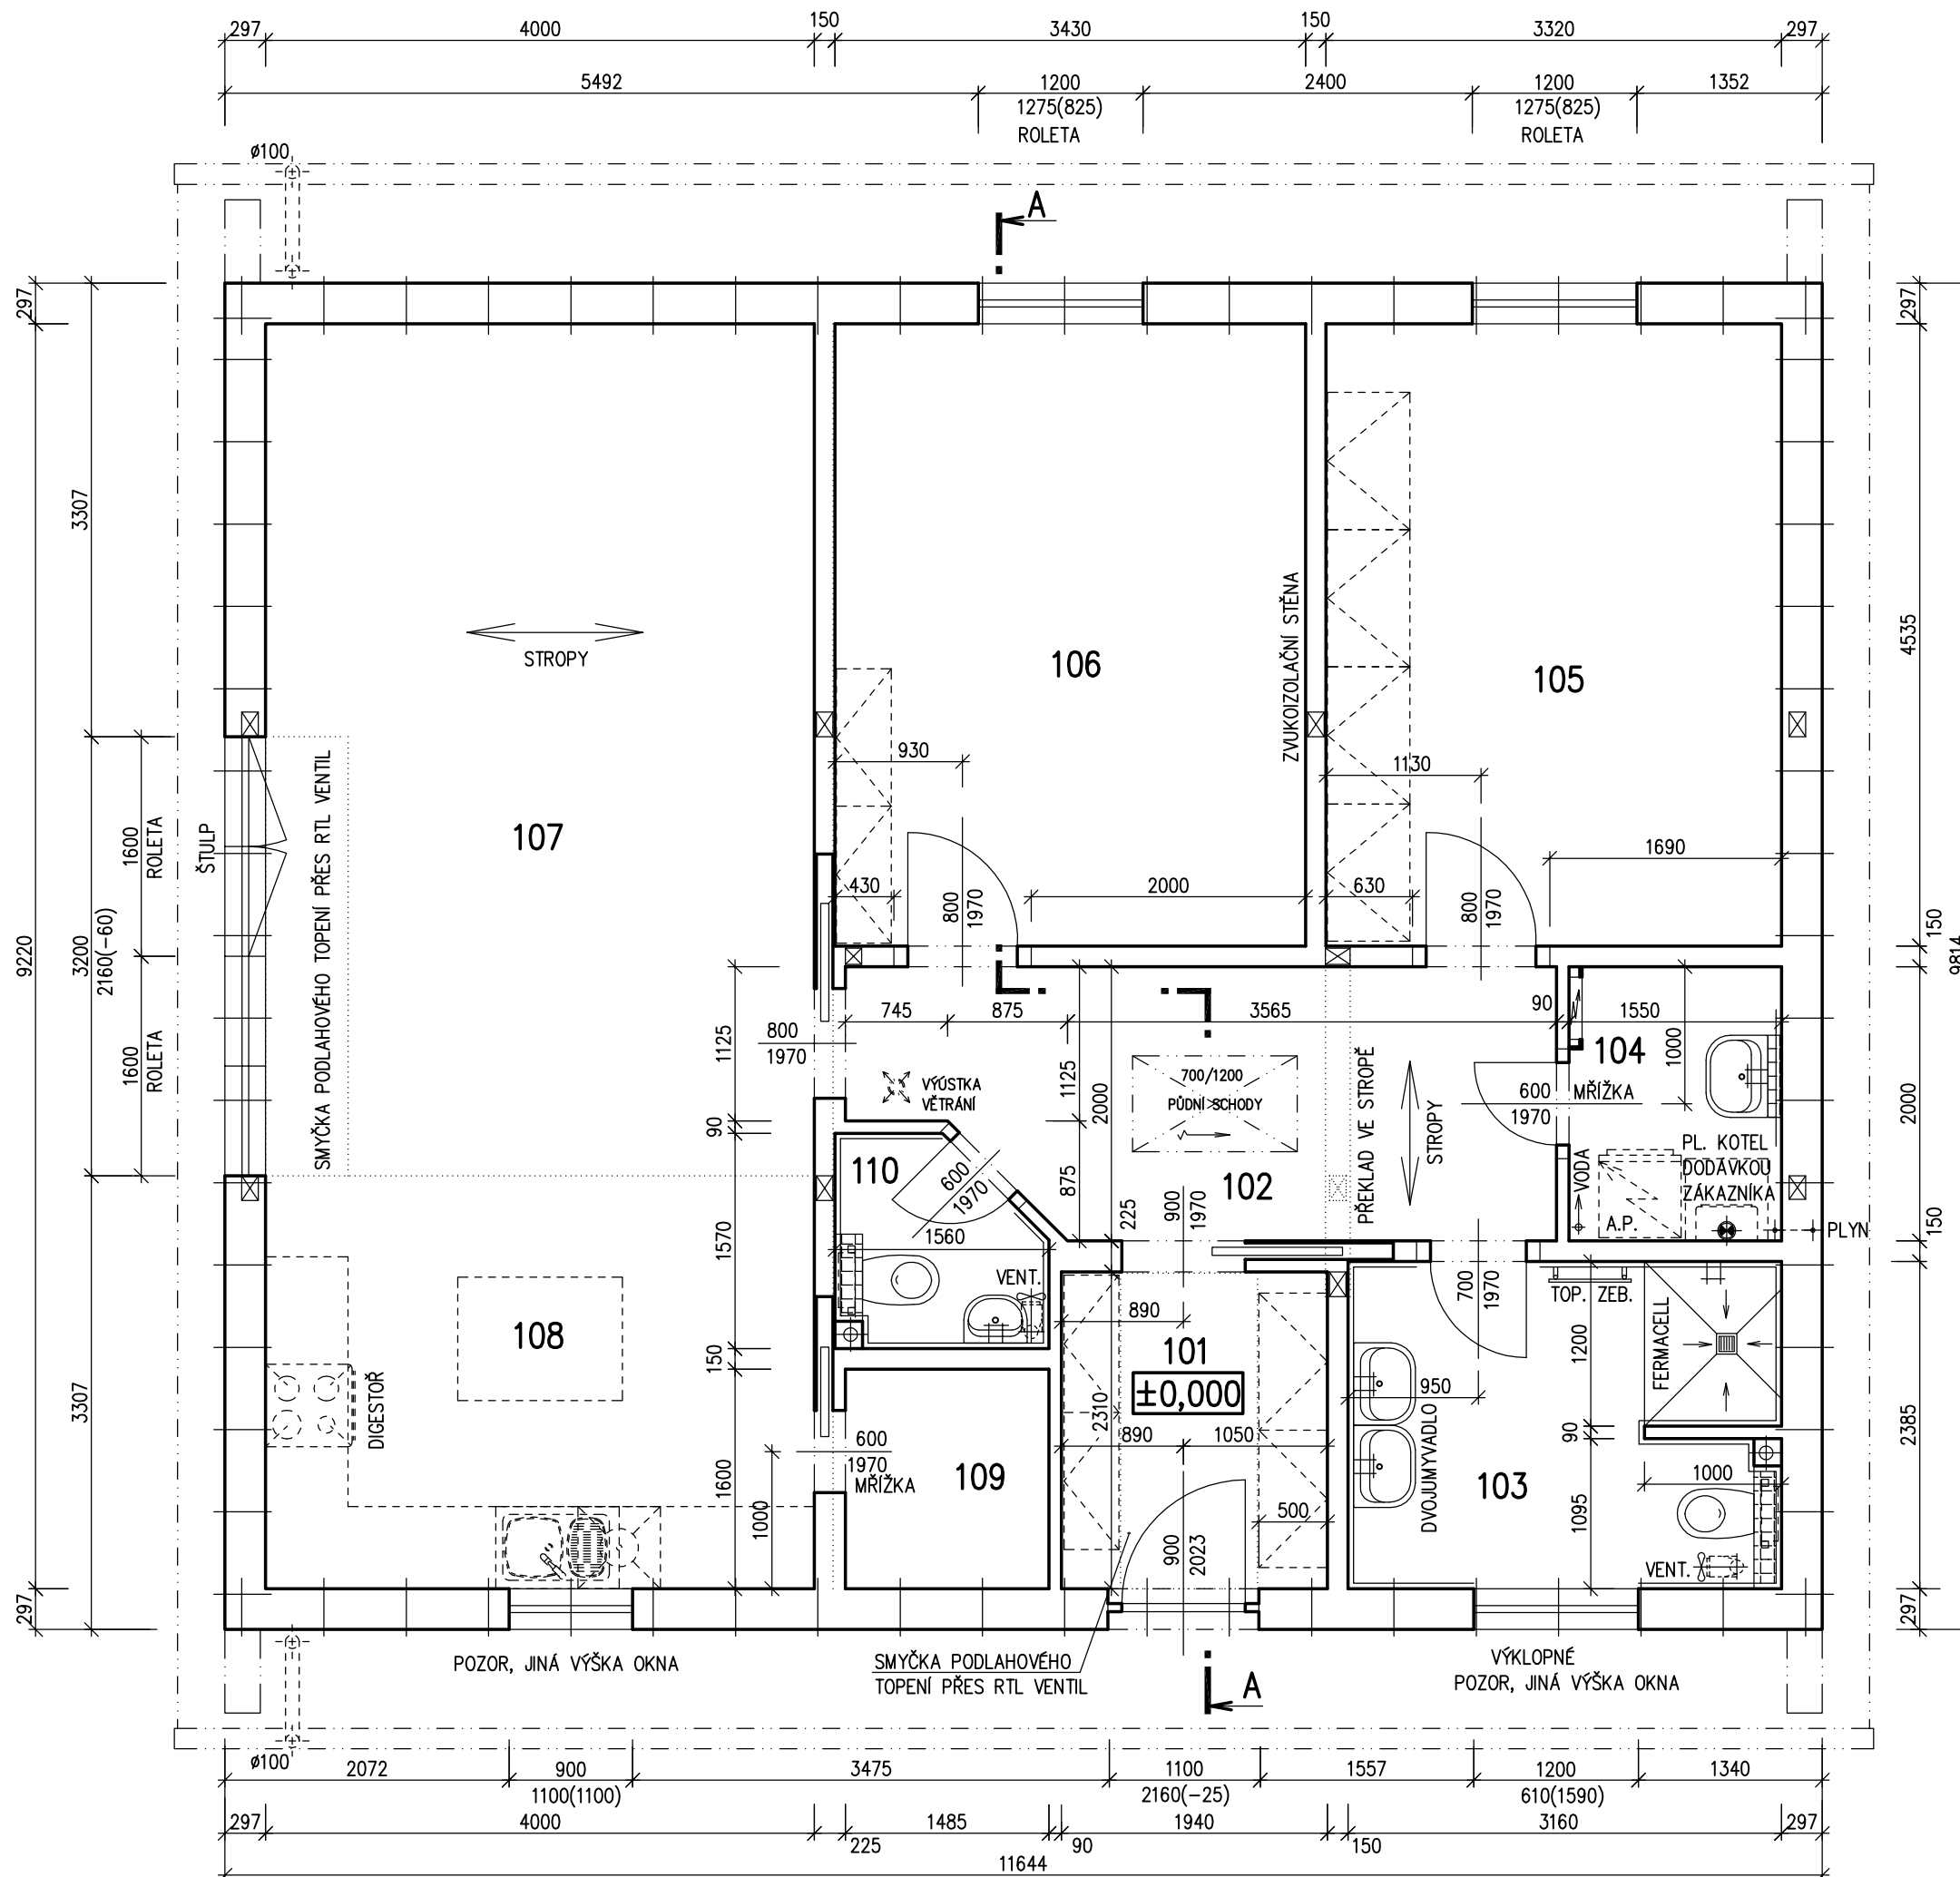 297 4000 150 3430 150 3320 297
5492 1200 2400 1200 1352
1275(825) 1275(825)
ROLETA ROLETA
ø100
A
297
3307
9220
3200
2160(-60)
1600
ROLETA
1600
ROLETA
3307
297
ŠTULP
SMYČKA PODLAHOVÉHO TOPENÍ PŘES RTL VENTIL
STROPY
107
106
105
ZVUKOIZOLAČNÍ STĚNA
930
1130
430
800
1970
2000
630
800
1970
1690
297
4535
150
9814
2000
150
2385
297
745 875 3565 90 1550
800
1970
1125
90
1570
150
1600
1000
VÝÚSTKA
VĚTRÁNÍ
1125
875
2000
225
700/1200
PŮDNÍ SCHODY
PŘEKLAD VE STROPĚ
STROPY
102
900
1970
104
1000
600
1970
MŘÍŽKA
VODA
A.P.
PL. KOTEL
DODÁVKOU
ZÁKAZNÍKA
PLYN
110
600
1970
1560
VENT.
108
DIGESTOŘ
600
1970
MŘÍŽKA
109
890
101
±0,000
2310
890 1050
500
900
2023
700
1970
TOP. ZEB.
FERMACELL
1200
90
1095
950
DVOJUMYVADLO
103
1000
VENT.
POZOR, JINÁ VÝŠKA OKNA
SMYČKA PODLAHOVÉHO
TOPENÍ PŘES RTL VENTIL
A
VÝKLOPNÉ
POZOR, JINÁ VÝŠKA OKNA
ø100
2072 900 3475 1100 1557 1200 1340
1100(1100) 2160(-25) 610(1590)
297 4000 225 1485 90 1940 150 3160 297
11644